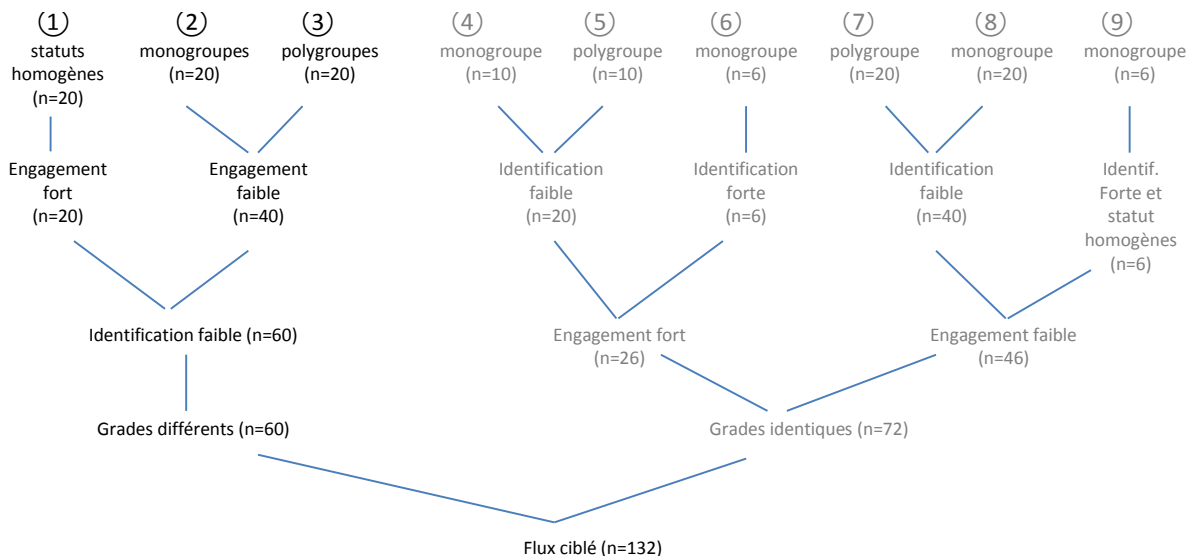 ① ② ③ ④ ⑤ ⑥ ⑦ ⑧ ⑨
statuts homogènes (n=20)
monogroupes (n=20)
polygroupes (n=20)
monogroupe (n=10)
polygroupe (n=10)
monogroupe (n=6)
polygroupe (n=20)
monogroupe (n=20)
monogroupe (n=6)
Engagement fort (n=20)
Engagement faible (n=40)
Identification faible (n=20)
Identification forte (n=6)
Identification faible (n=40)
Identif. Forte et statut homogènes (n=6)
Identification faible (n=60)
Engagement fort (n=26)
Engagement faible (n=46)
Grades différents (n=60)
Grades identiques (n=72)
Flux ciblé (n=132)